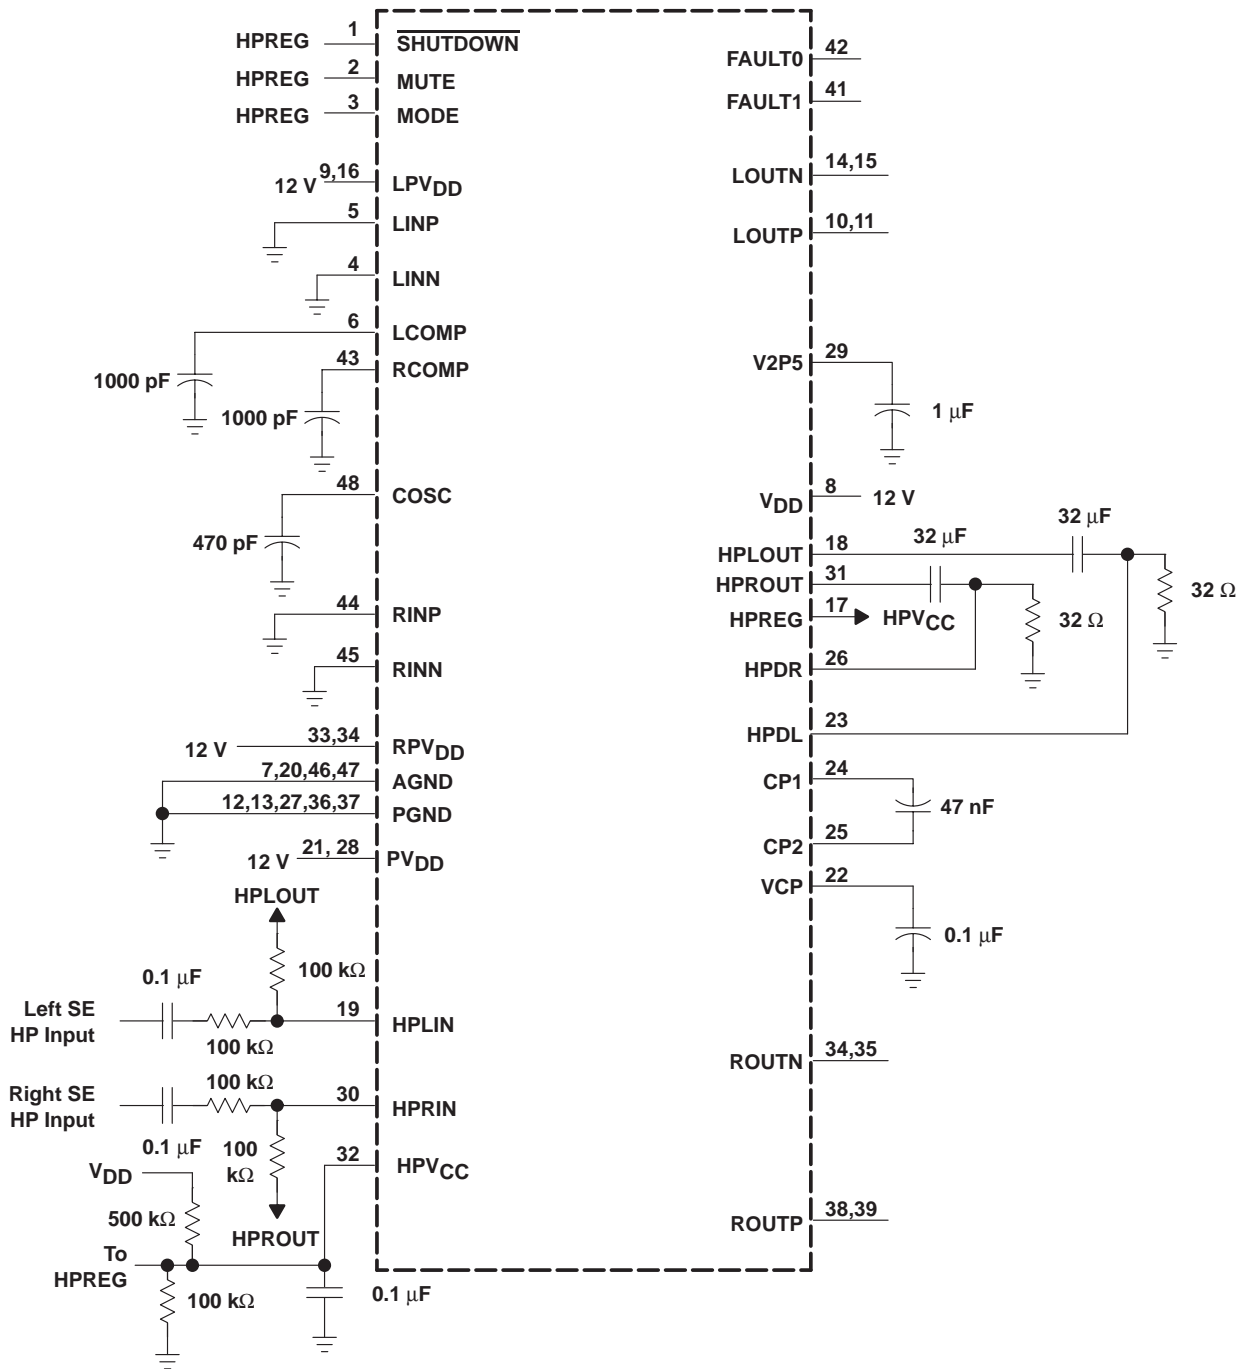 HPREG 1 SHUTDOWN
HPREG 2 MUTE
HPREG 3 MODE
12 V 9,16 LPVDD
5 LINP
4 LINN
6 LCOMP
1000 pF
43 RCOMP
1000 pF
48 COSC
470 pF
44 RINP
45 RINN
12 V 33,34 RPVDD
7,20,46,47 AGND
12,13,27,36,37 PGND
12 V 21, 28 PVDD
HPLOUT
100 kΩ
0.1 μF
Left SE
HP Input
100 kΩ
19 HPLIN
Right SE
HP Input
100 kΩ
0.1 μF
30 HPRIN
100
kΩ
HPROUT
32 HPVCC
VDD
500 kΩ
To
HPREG
100 kΩ
0.1 μF
FAULT0 42
FAULT1 41
LOUTN 14,15
LOUTP 10,11
V2P5 29
1 μF
VDD 8 12 V
HPLOUT 18
32 μF
32 Ω
HPROUT 31
32 μF
32 Ω
HPREG 17 HPVCC
HPDR 26
HPDL 23
CP1 24
47 nF
CP2 25
VCP 22
0.1 μF
ROUTN 34,35
ROUTP 38,39